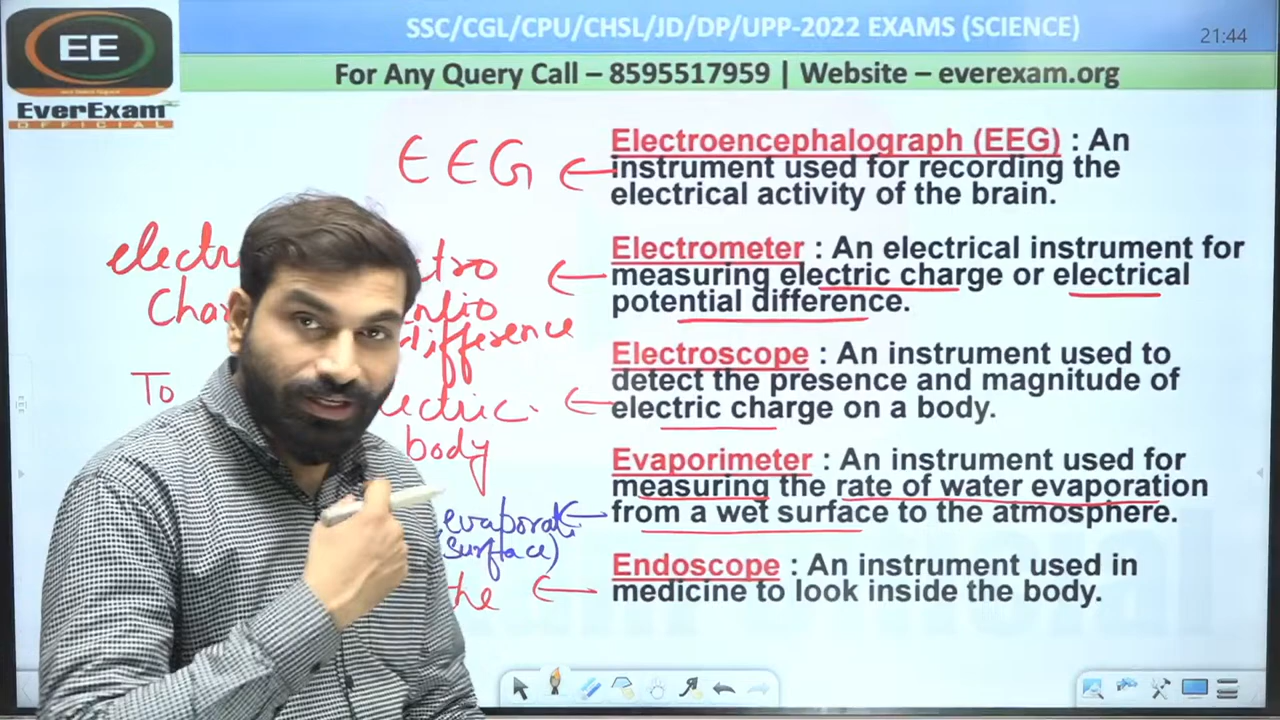 SSC/CGL/CPU/CHSL/JD/DP/UPP-2022 EXAMS (SCIENCE)
21:44
For Any Query Call – 8595517959 | Website – everexam.org
EE
EverExam
OFFICIAL
EEG
Electroencephalograph (EEG) : An
instrument used for recording the
electrical activity of the brain.
Electrometer : An electrical instrument for
measuring electric charge or electrical
potential difference.
difference
Electroscope : An instrument used to
detect the presence and magnitude of
electric charge on a body.
To
body
Evaporimeter : An instrument used for
measuring the rate of water evaporation
from a wet surface to the atmosphere.
(surface)
Endoscope : An instrument used in
medicine to look inside the body.
the